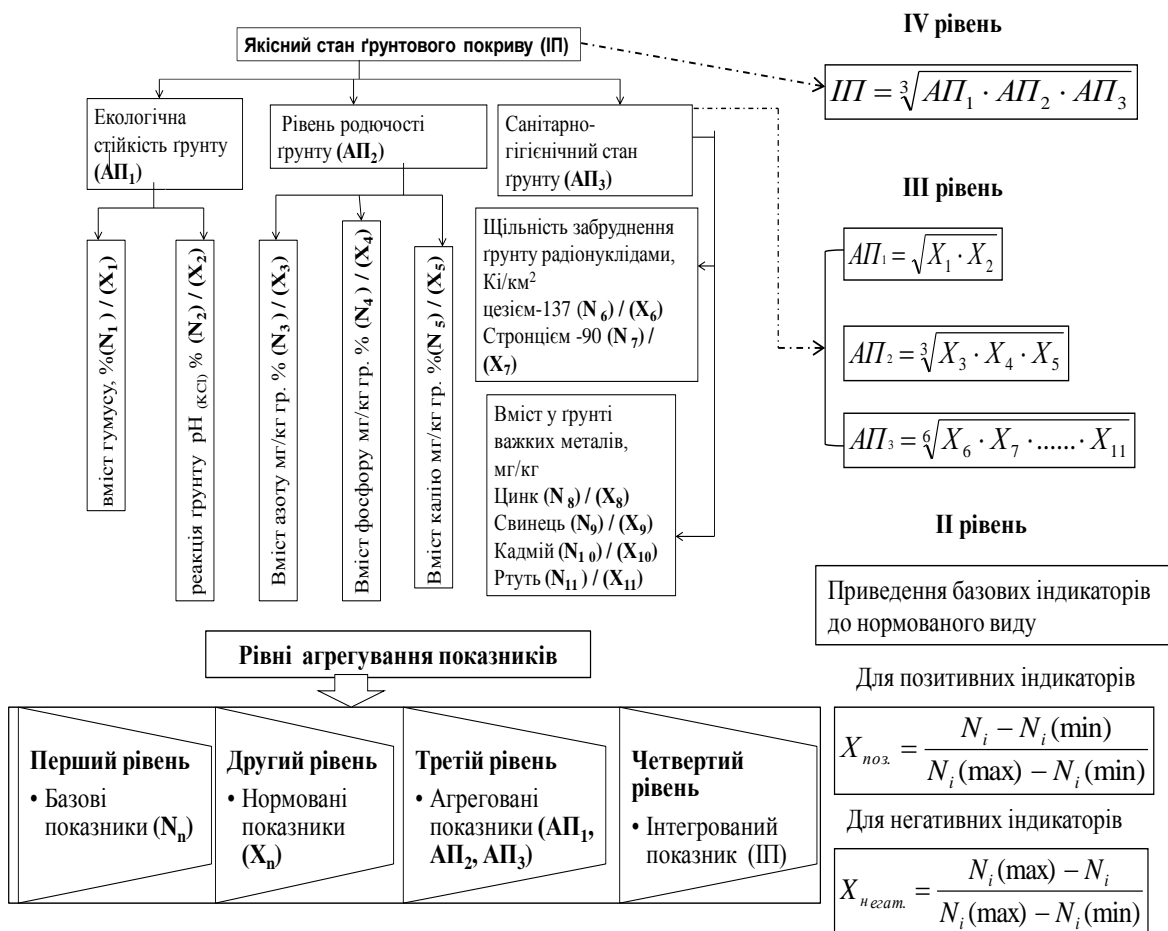 Якісний стан ґрунтового покриву (ІП)
Екологічна
стійкість ґрунту
(АП₁)
Рівень родючості
ґрунту (АП₂)
Санітарно-
гігієнічний стан
ґрунту (АП₃)
вміст гумусу, %(N₁) / (X₁)
реакція ґрунту pH (KCl) % (N₂) / (X₂)
Вміст азоту мг/кг гр. % (N₃) / (X₃)
Вміст фосфору мг/кг гр. % (N₄) / (X₄)
Вміст калію мг/кг гр. %(N ₅) / (X₅)
Щільність забруднення
ґрунту радіонуклідами,
Кі/км²
цезієм-137 (N ₆) / (X₆)
Стронцієм -90 (N ₇) /
(X₇)
Вміст у ґрунті
важких металів,
мг/кг
Цинк (N ₈) / (X₈)
Свинець (N₉) / (X₉)
Кадмій (N₁ ₀) / (X₁₀)
Ртуть (N₁₁ ) / (X₁₁)
IV рівень
ІП = ∛(АП₁ · АП₂ · АП₃)
III рівень
АП₁ = √(X₁ · X₂)
АП₂ = ∛(X₃ · X₄ · X₅)
АП₃ = ⁶√(X₆ · X₇ · ...... · X₁₁)
II рівень
Приведення базових індикаторів
до нормованого виду
Для позитивних індикаторів
X поз. = (Nᵢ − Nᵢ (min)) / (Nᵢ (max) − Nᵢ (min))
Для негативних індикаторів
X негат. = (Nᵢ (max) − Nᵢ) / (Nᵢ (max) − Nᵢ (min))
Рівні агрегування показників
Перший рівень
• Базові
показники (Nₙ)
Другий рівень
• Нормовані
показники
(Xₙ)
Третій рівень
• Агреговані
показники (АП₁,
АП₂, АП₃)
Четвертий
рівень
• Інтегрований
показник (ІП)